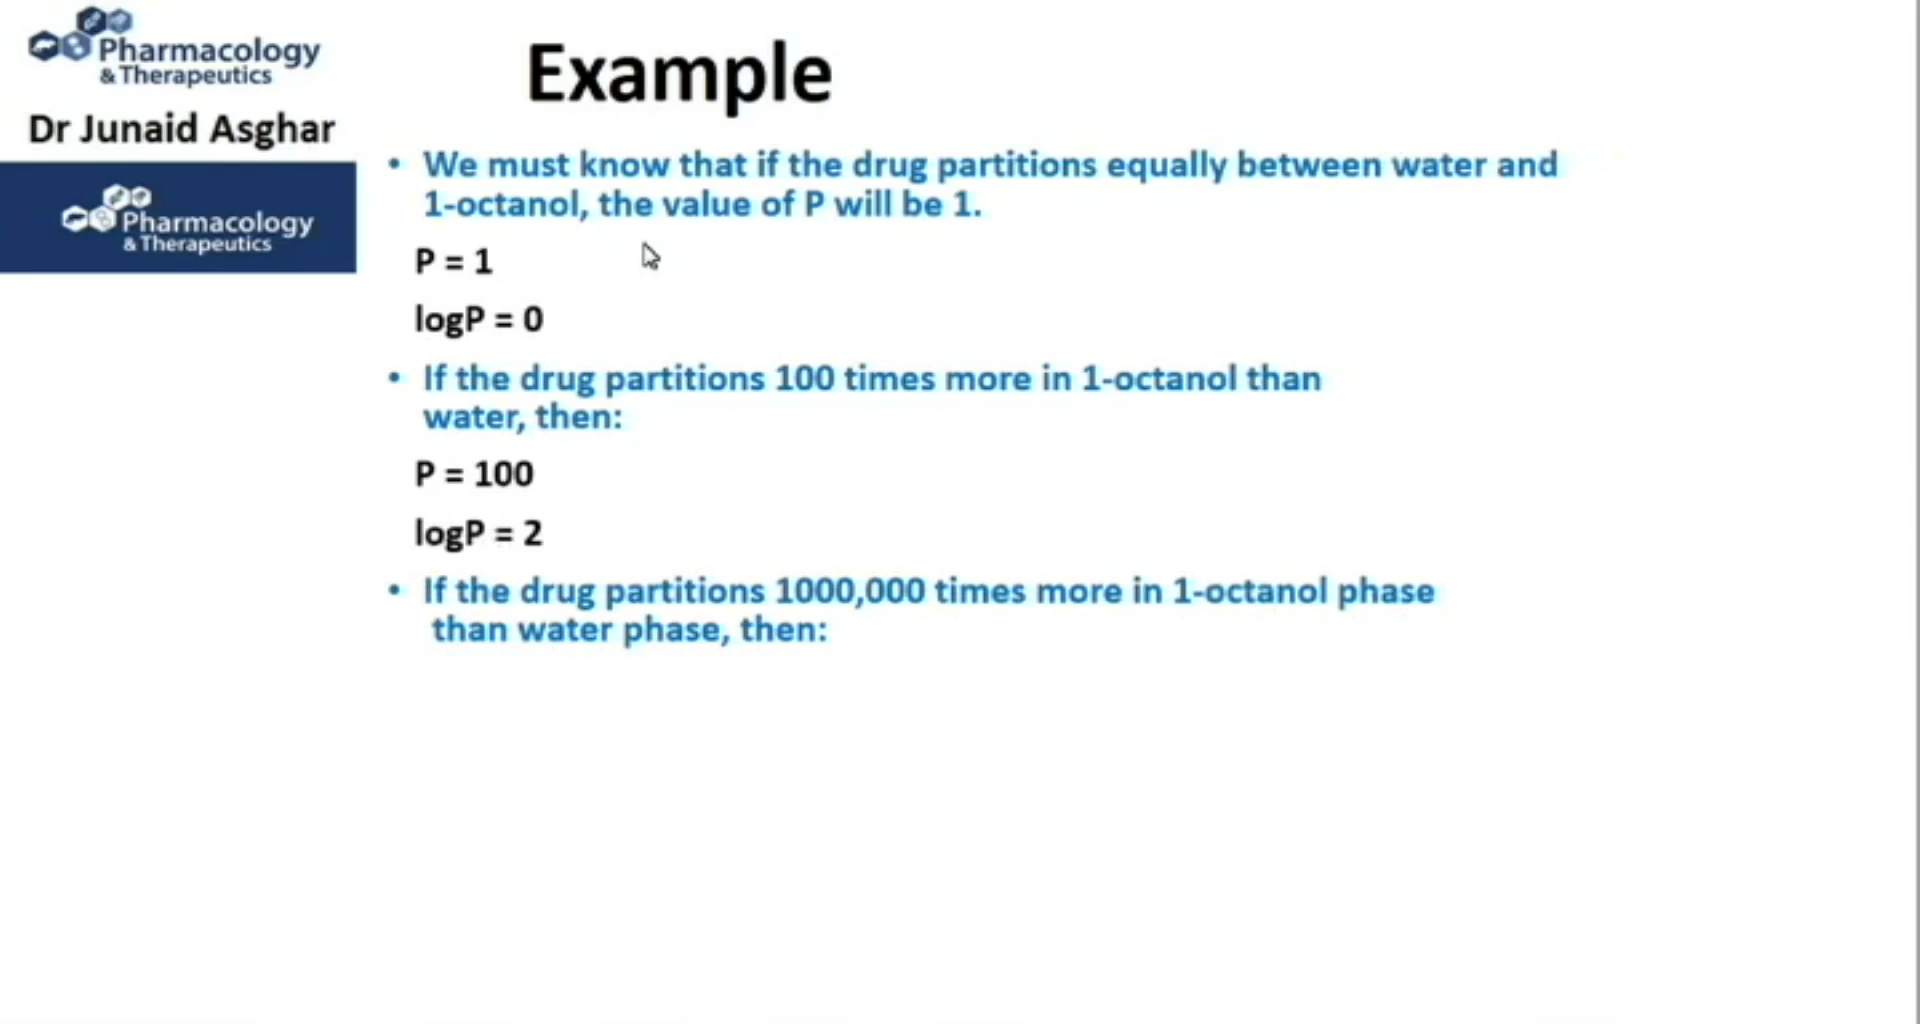 Pharmacology
& Therapeutics
Dr Junaid Asghar
Pharmacology
& Therapeutics
Example
• We must know that if the drug partitions equally between water and
1-octanol, the value of P will be 1.
P = 1
logP = 0
• If the drug partitions 100 times more in 1-octanol than
water, then:
P = 100
logP = 2
• If the drug partitions 1000,000 times more in 1-octanol phase
than water phase, then: